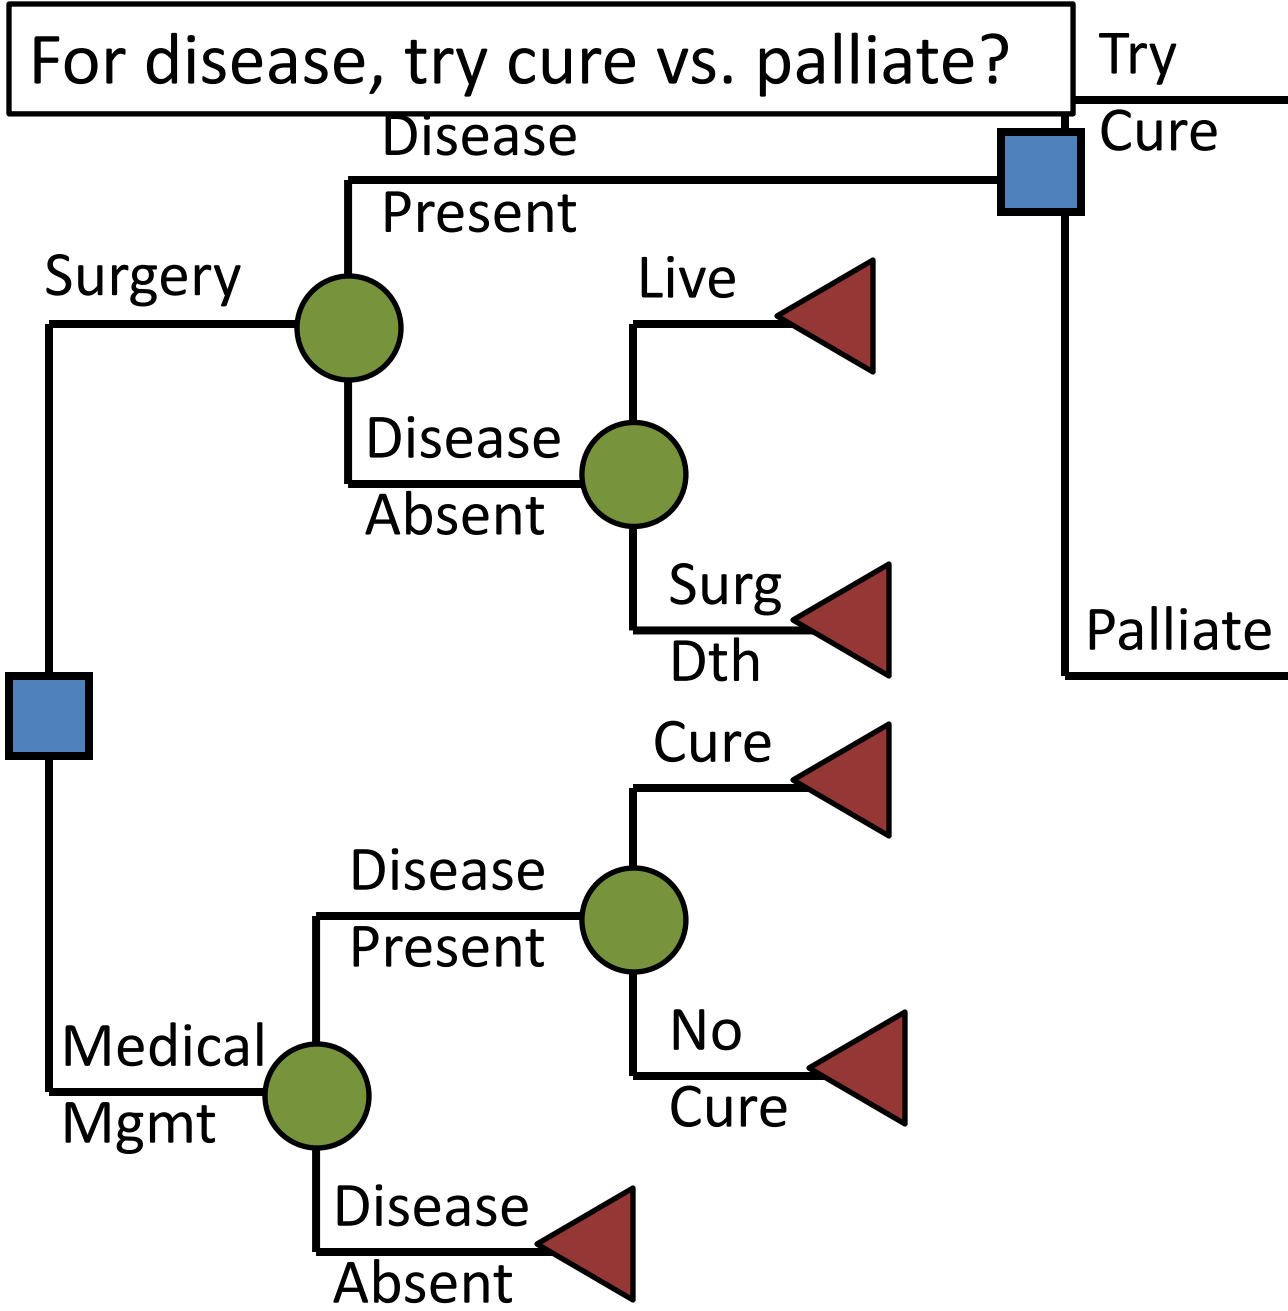 For disease, try cure vs. palliate?
Try
Cure
Disease
Present
Surgery
Live
Disease
Absent
Surg
Dth
Palliate
Cure
Disease
Present
No
Cure
Medical
Mgmt
Disease
Absent